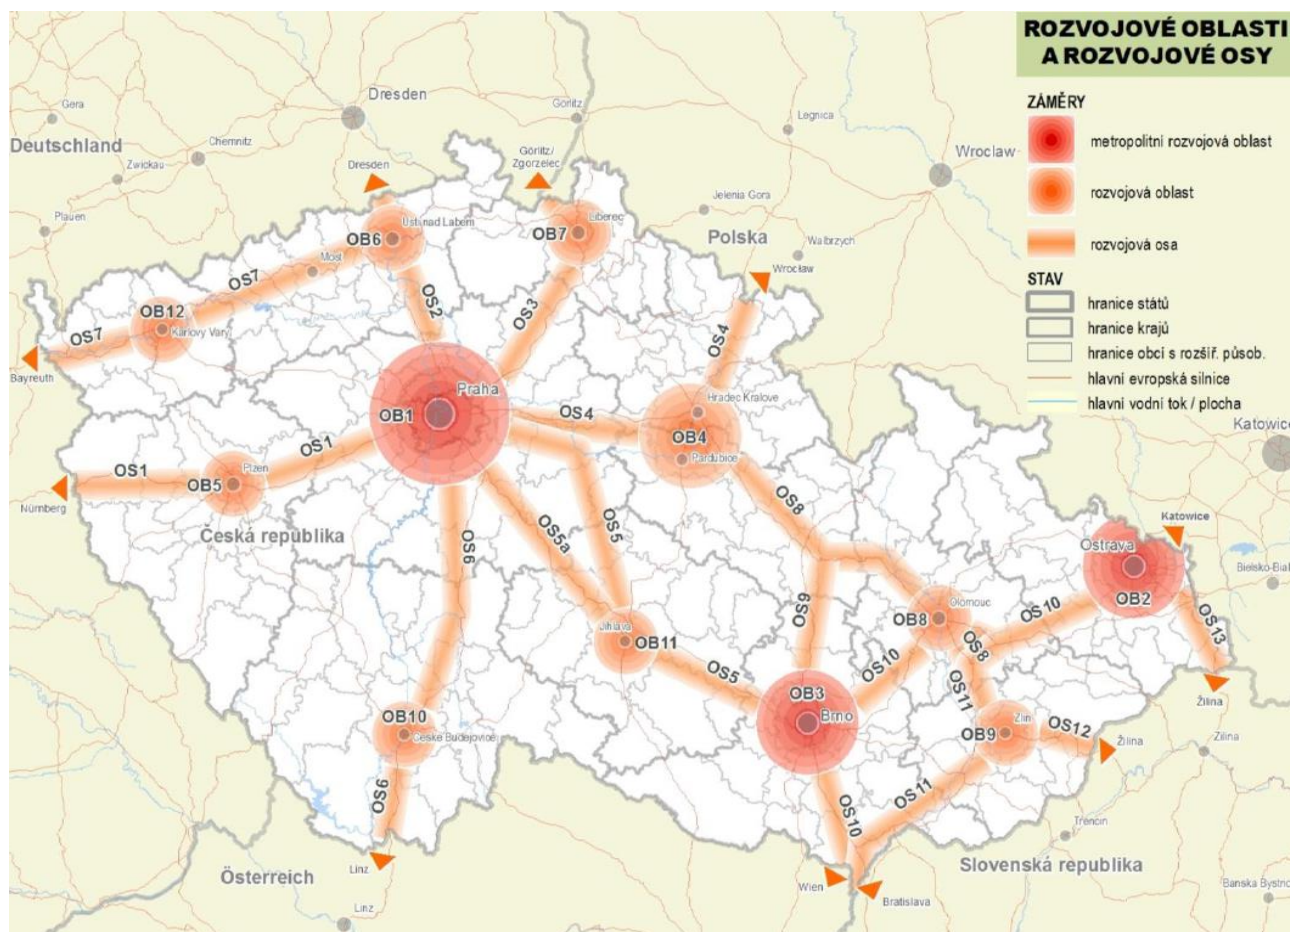 ROZVOJOVÉ OBLASTI
A ROZVOJOVÉ OSY
ZÁMĚRY
metropolitní rozvojová oblast
rozvojová oblast
rozvojová osa
STAV
hranice států
hranice krajů
hranice obcí s rozšíř. působ.
hlavní evropská silnice
hlavní vodní tok / plocha
Gera
Dresden
Görlitz
Legnica
Deutschland
Chemnitz
Zwickau
Wroclaw
Dresden
Görlitz/
Zgorzelec
Jelenia Gora
Plauen
Ústí nad Labem
Liberec
OB6
OB7
Polska
Walbrzych
Most
Wrocław
OS7
OS2
OS3
OB12
Karlovy Vary
OS7
OS4
Bayreuth
Praha
OB1
Hradec Kralove
OS4
OB4
Pardubice
Katowice
OS1
OS1
Plzen
OB5
Nürnberg
OS8
OS5
OS5a
Česká republika
OS6
Katowice
Ostrava
OB2
Bielsko-Bial
OS9
Olomouc
OB8
OS10
Jihlava
OB11
OS13
OS8
OS10
OS5
OS11
OB3
Brno
Žilina
OB10
Ceske Budejovice
Zlin
OB9
OS12
Žilina
Zilina
OS6
OS11
OS10
Trencin
Linz
Österreich
Slovenská republika
Wien
Bratislava
Banska Bystric
Linz